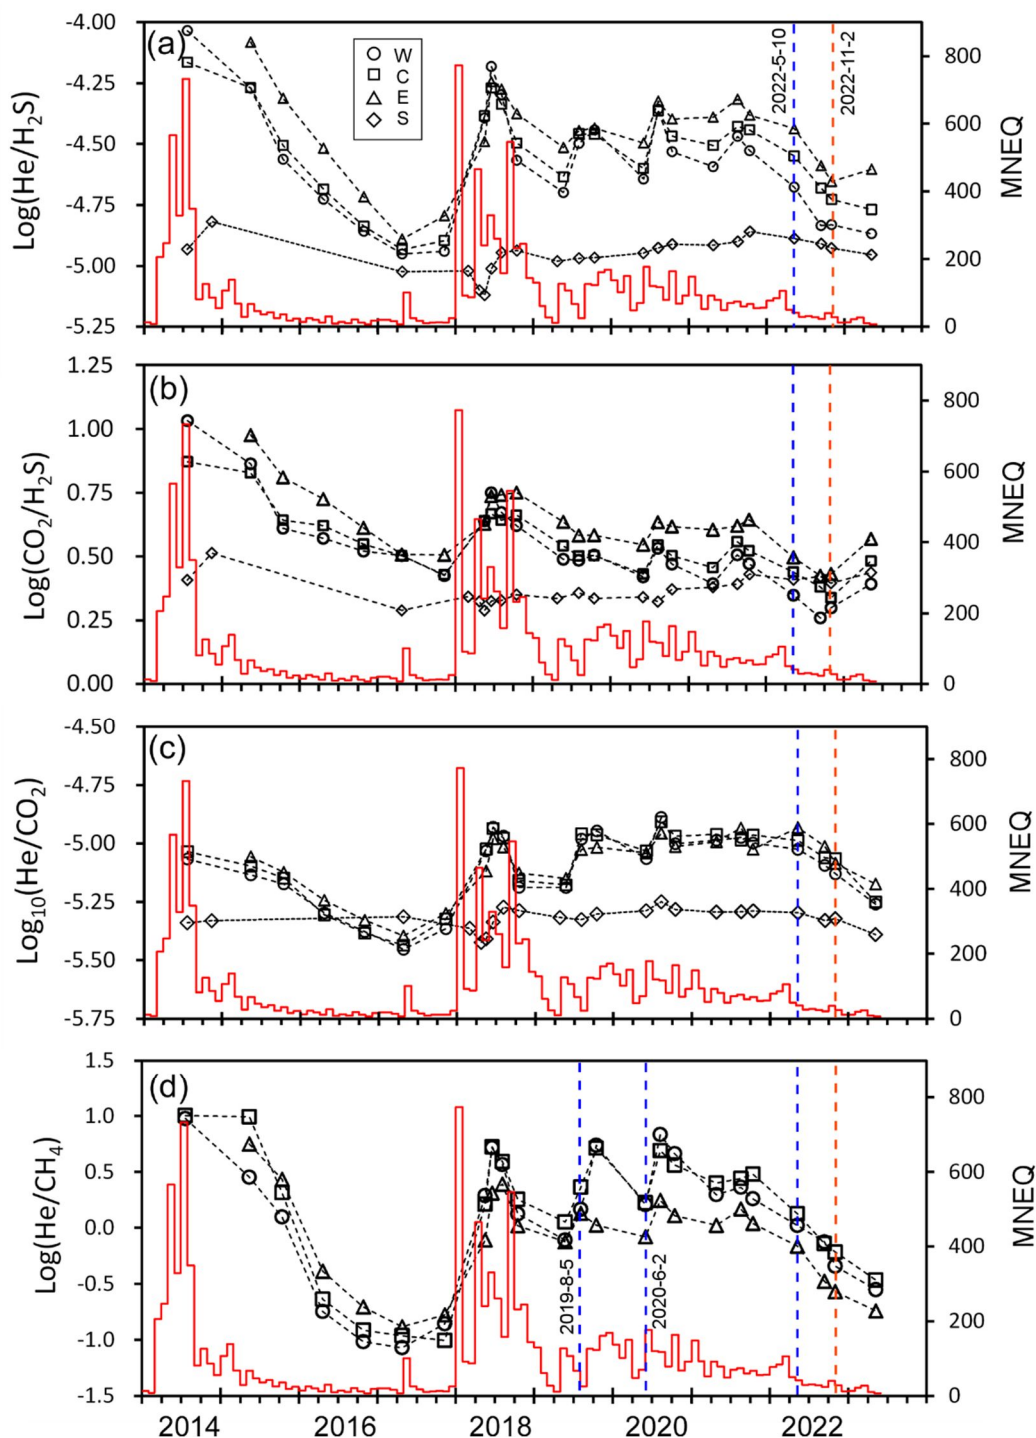 (a)
-4.00
-4.25
-4.50
-4.75
-5.00
-5.25
Log(He/H₂S)
W
C
E
S
2022-5-10
2022-11-2
800
600
400
200
0
MNEQ
(b)
1.25
1.00
0.75
0.50
0.25
0.00
Log(CO₂/H₂S)
800
600
400
200
0
MNEQ
(c)
-4.50
-4.75
-5.00
-5.25
-5.50
-5.75
Log₁₀(He/CO₂)
800
600
400
200
0
MNEQ
(d)
1.5
1.0
0.5
0.0
-0.5
-1.0
-1.5
Log(He/CH₄)
2019-8-5
2020-6-2
800
600
400
200
0
MNEQ
2014 2016 2018 2020 2022